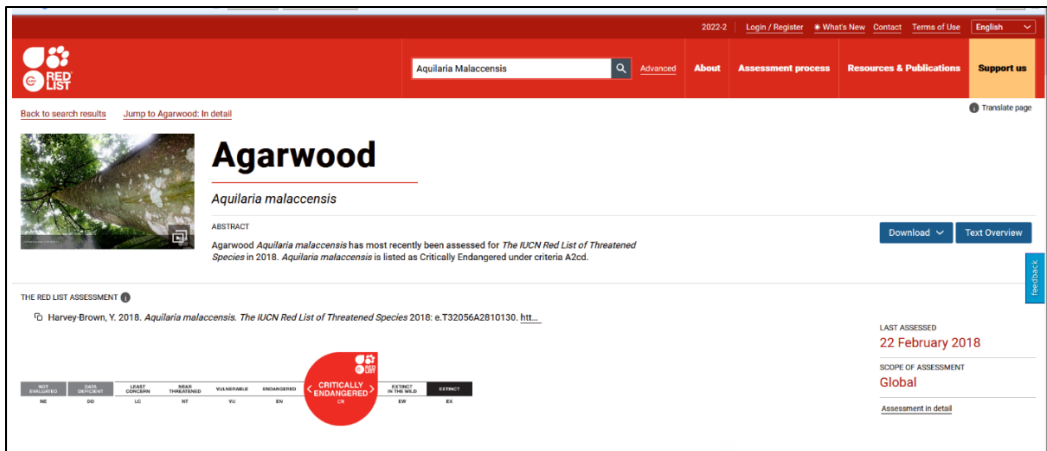 2022-2 Login / Register What's New Contact Terms of Use English
RED LIST
Aquilaria Malaccensis Advanced About Assessment process Resources & Publications Support us
Back to search results Jump to Agarwood: In detail Translate page
Agarwood
Aquilaria malaccensis
ABSTRACT
Agarwood Aquilaria malaccensis has most recently been assessed for The IUCN Red List of Threatened
Species in 2018. Aquilaria malaccensis is listed as Critically Endangered under criteria A2cd.
Download Text Overview
feedback
THE RED LIST ASSESSMENT
Harvey-Brown, Y. 2018. Aquilaria malaccensis. The IUCN Red List of Threatened Species 2018: e.T32056A2810130. htt...
LAST ASSESSED
22 February 2018
SCOPE OF ASSESSMENT
Global
Assessment in detail
NOT EVALUATED
NE
DATA DEFICIENT
DD
LEAST CONCERN
LC
NEAR THREATENED
NT
VULNERABLE
VU
ENDANGERED
EN
< CRITICALLY ENDANGERED >
CR
EXTINCT IN THE WILD
EW
EXTINCT
EX